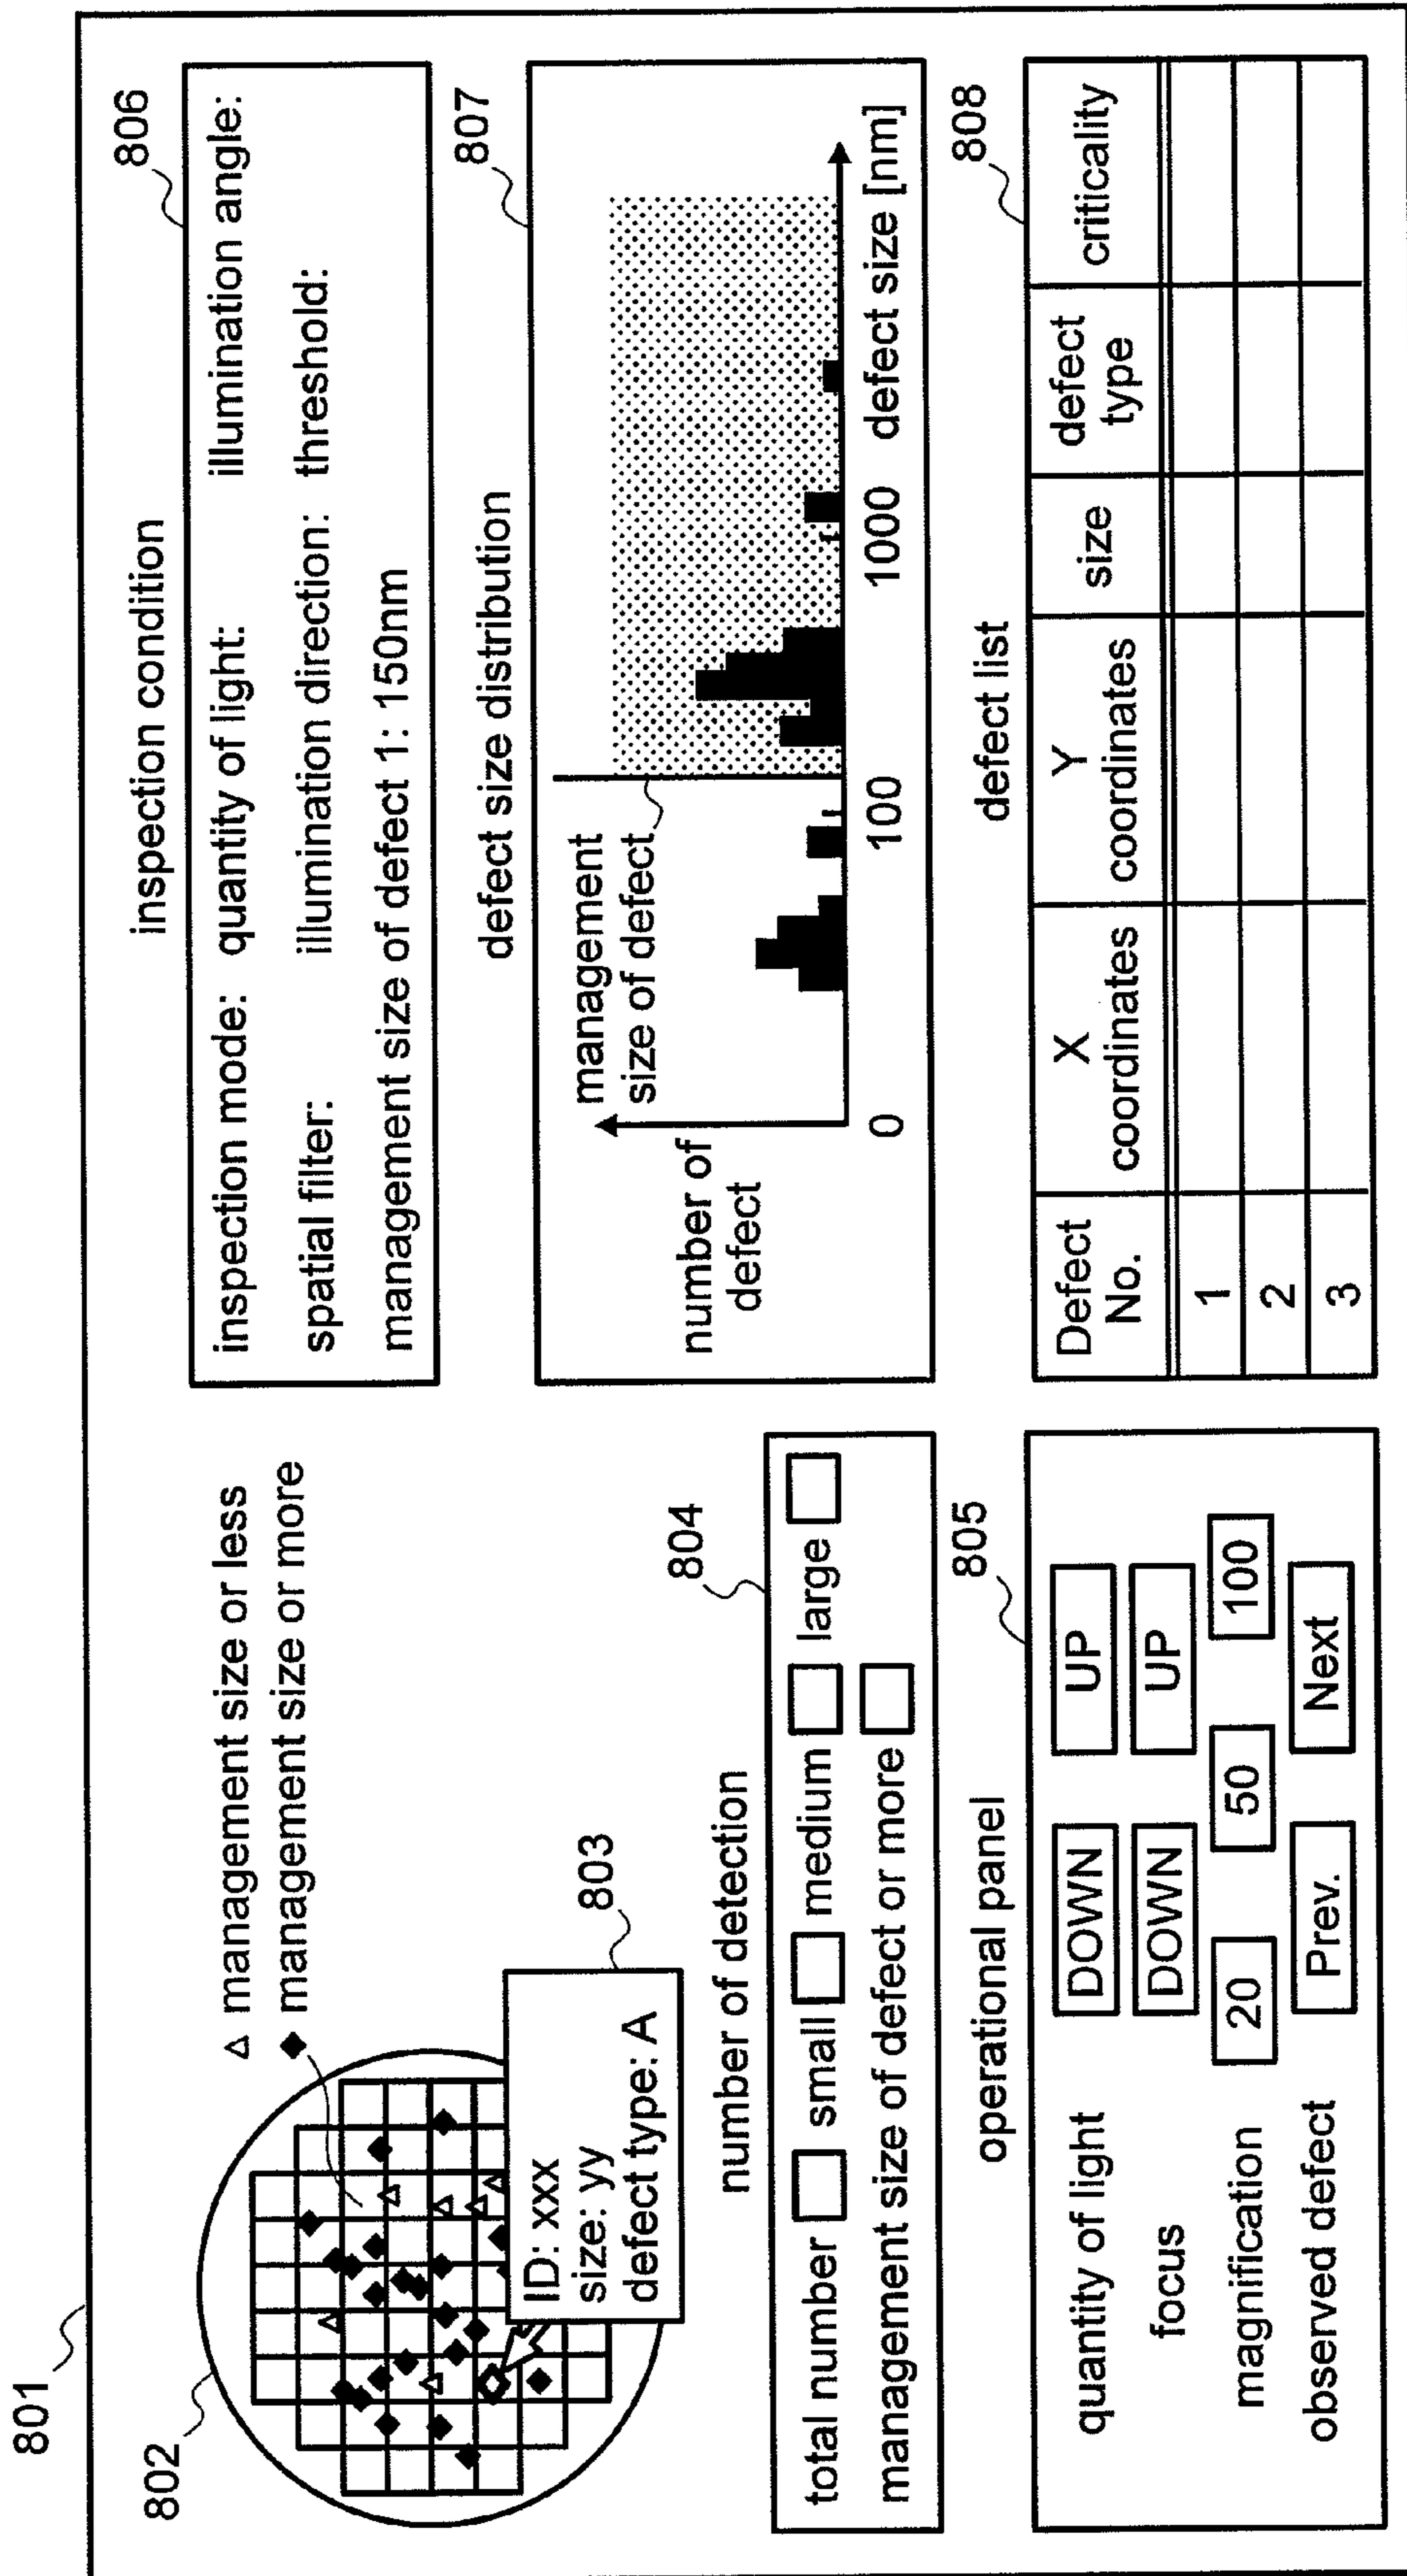 801
802
△ management size or less
◆ management size or more
803
ID: xxx
size: yy
defect type: A
number of detection
804
total number small medium large
management size of defect or more
operational panel
805
quantity of light DOWN UP
focus DOWN UP
magnification 20 50 100
observed defect Prev. Next
inspection condition
806
inspection mode: quantity of light: illumination angle:
spatial filter: illumination direction: threshold:
management size of defect 1: 150nm
defect size distribution
807
management
size of defect
number of
defect
0 100 1000 defect size [nm]
defect list
808
Defect No. X coordinates Y coordinates size defect type criticality
1
2
3